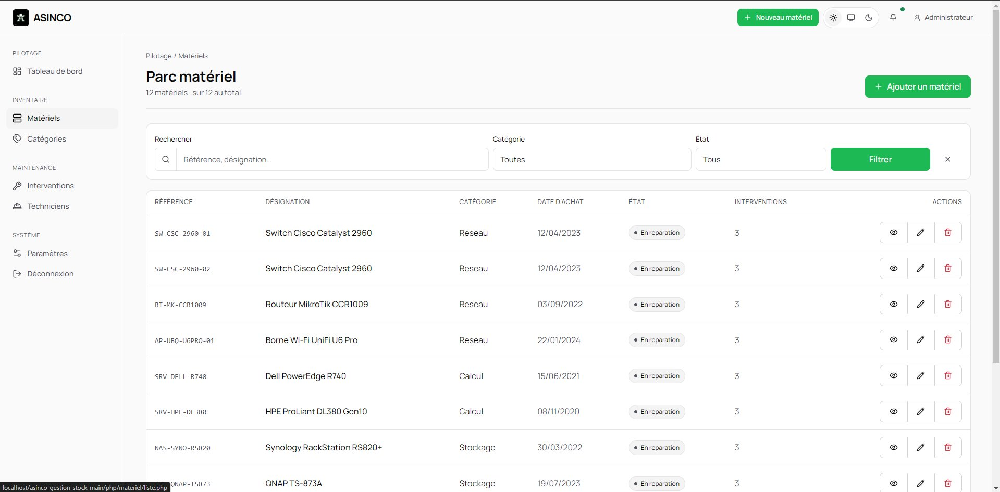 ASINCO
+ Nouveau matériel
Administrateur
PILOTAGE
Tableau de bord
INVENTAIRE
Matériels
Catégories
MAINTENANCE
Interventions
Techniciens
SYSTÈME
Paramètres
Déconnexion
Pilotage / Matériels
Parc matériel
12 matériels · sur 12 au total
+ Ajouter un matériel
Rechercher Catégorie État
Référence, désignation... Toutes Tous Filtrer ×
RÉFÉRENCE DÉSIGNATION CATÉGORIE DATE D'ACHAT ÉTAT INTERVENTIONS ACTIONS
SW-CSC-2960-01 Switch Cisco Catalyst 2960 Reseau 12/04/2023 En reparation 3
SW-CSC-2960-02 Switch Cisco Catalyst 2960 Reseau 12/04/2023 En reparation 3
RT-MK-CCR1009 Routeur MikroTik CCR1009 Reseau 03/09/2022 En reparation 3
AP-UBQ-U6PRO-01 Borne Wi-Fi UniFi U6 Pro Reseau 22/01/2024 En reparation 3
SRV-DELL-R740 Dell PowerEdge R740 Calcul 15/06/2021 En reparation 3
SRV-HPE-DL380 HPE ProLiant DL380 Gen10 Calcul 08/11/2020 En reparation 3
NAS-SYNO-RS820 Synology RackStation RS820+ Stockage 30/03/2022 En reparation 3
QNAP-TS873 QNAP TS-873A Stockage 19/07/2023 En reparation 3
localhost/asinco-gestion-stock-main/php/materiel/liste.php